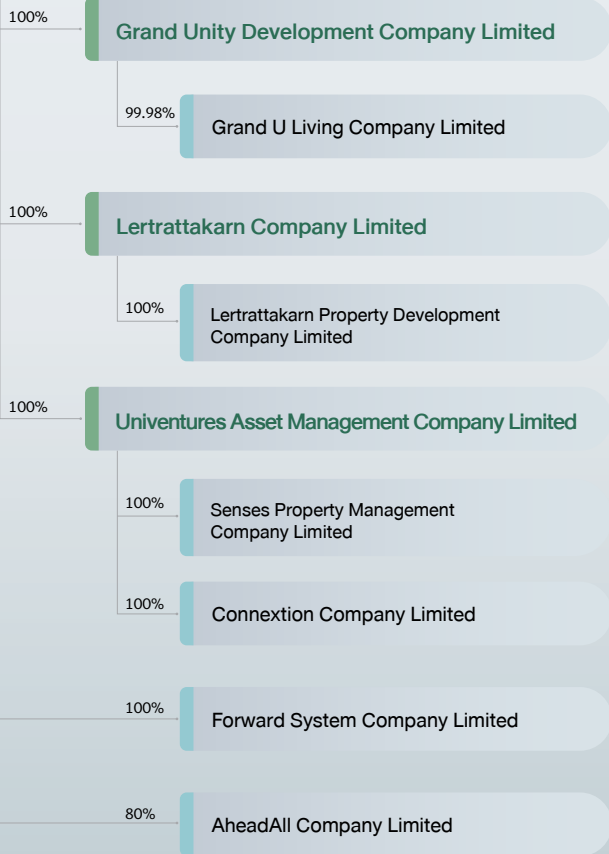 100%
Grand Unity Development Company Limited
99.98%
Grand U Living Company Limited
100%
Lertrattakarn Company Limited
100%
Lertrattakarn Property Development
Company Limited
100%
Univentures Asset Management Company Limited
100%
Senses Property Management
Company Limited
100%
Connextion Company Limited
100%
Forward System Company Limited
80%
AheadAll Company Limited